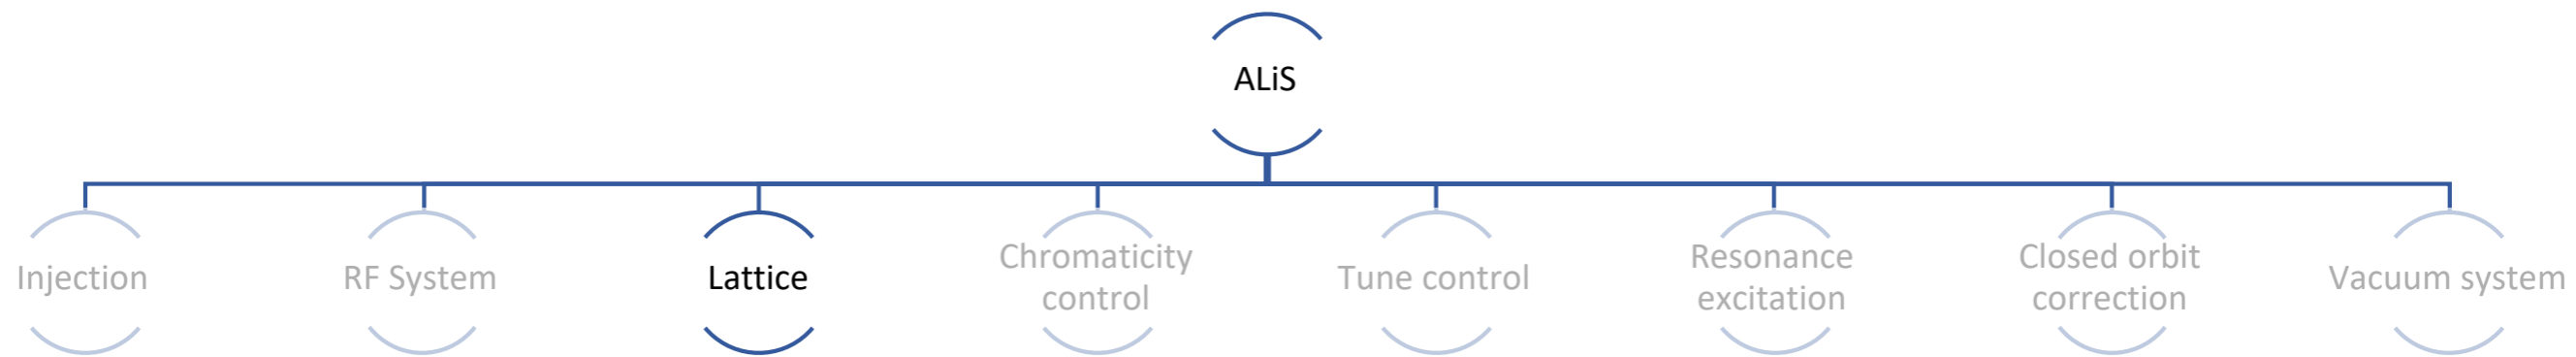 ALiS
Injection
RF System
Lattice
Chromaticity
control
Tune control
Resonance
excitation
Closed orbit
correction
Vacuum system